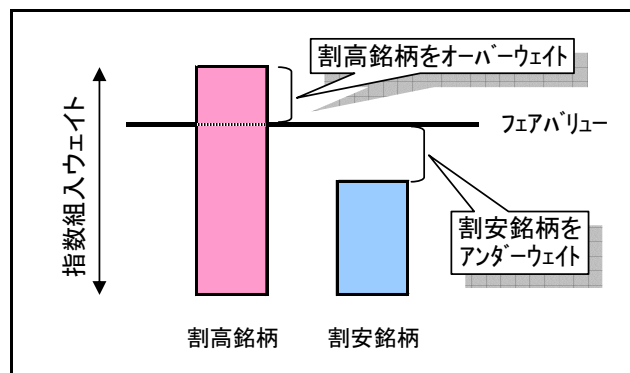 割高銘柄をオーバーウェイト
フェアバリュー
指数組入ウェイト
割安銘柄を
アンダーウェイト
割高銘柄
割安銘柄